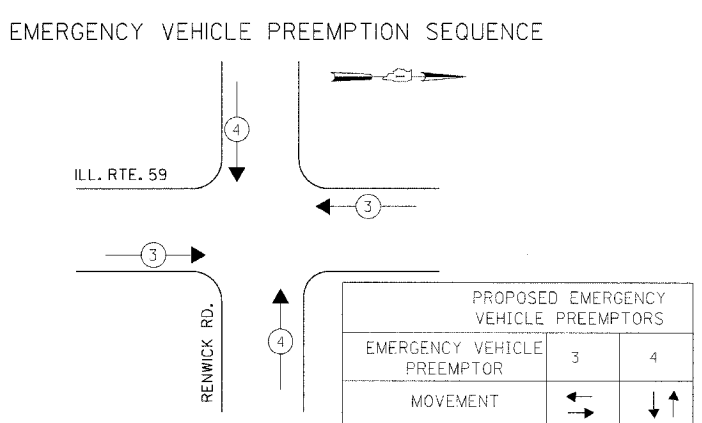 EMERGENCY VEHICLE PREEMPTION SEQUENCE
4
ILL. RTE. 59
3
3
4
RENWICK RD.
PROPOSED EMERGENCY
VEHICLE PREEMPTORS
EMERGENCY VEHICLE
PREEMPTOR
3
4
MOVEMENT